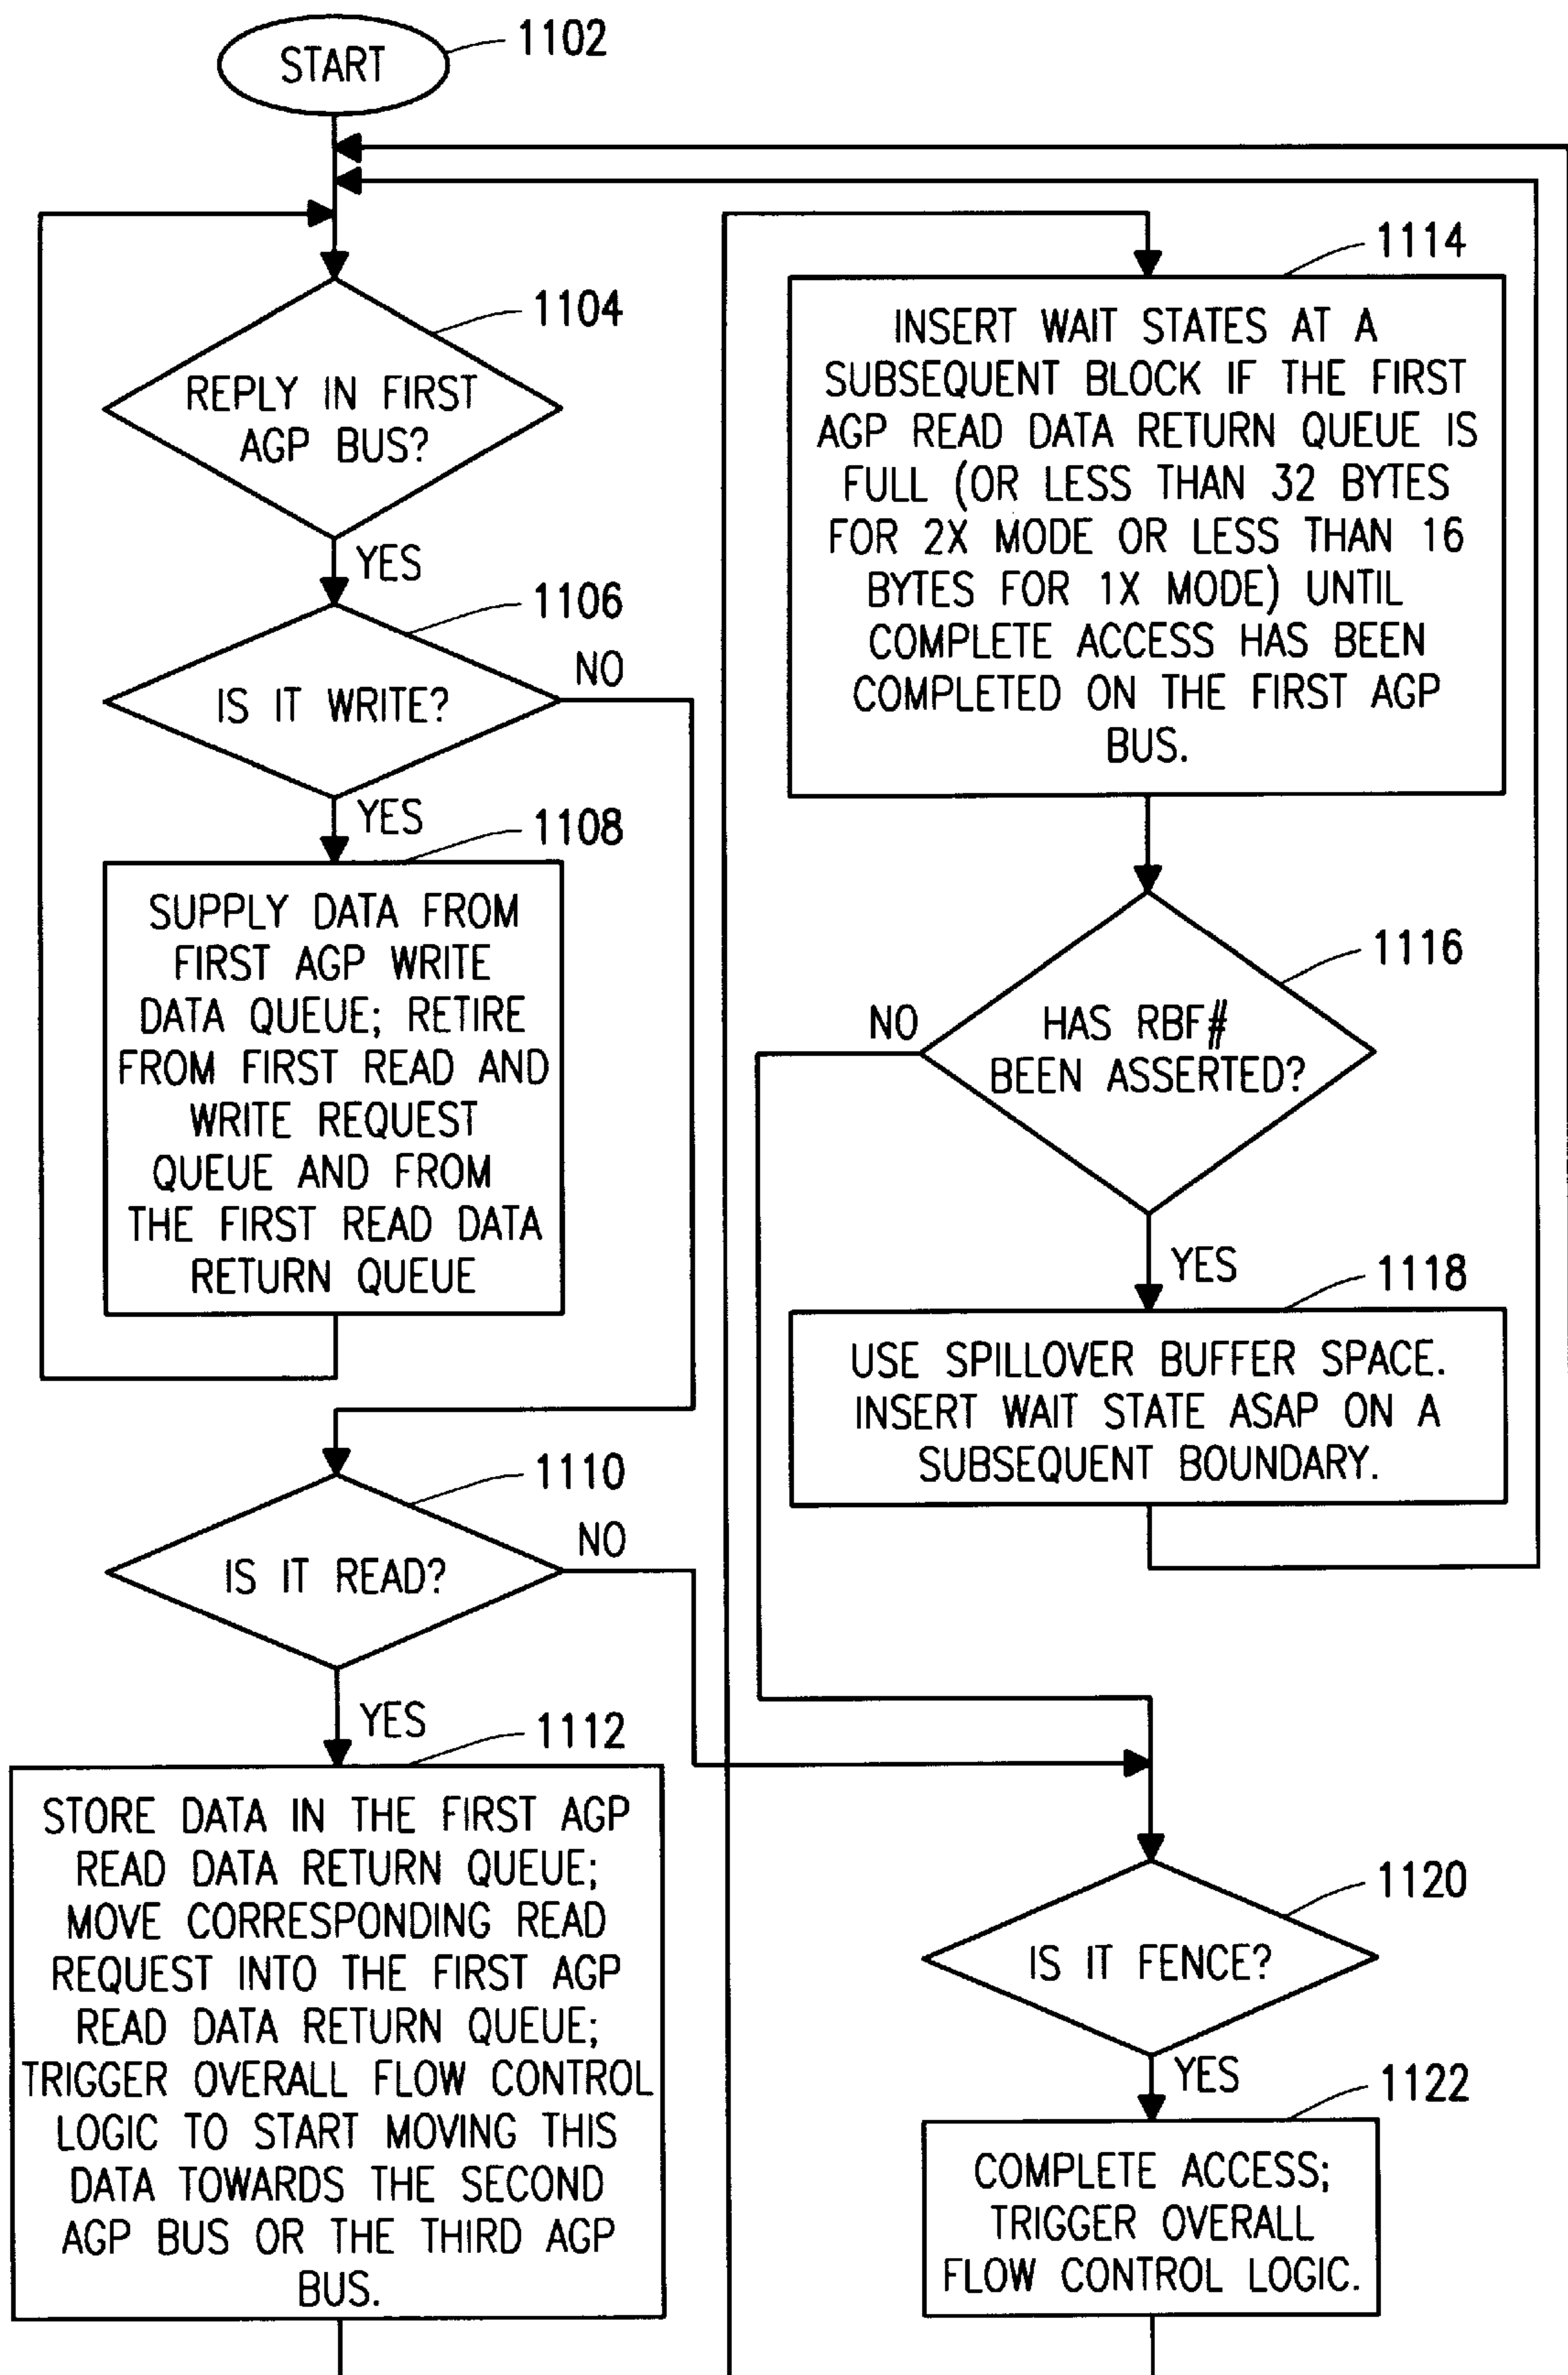 START
1102
1104
REPLY IN FIRST
AGP BUS?
YES
1106
NO
IS IT WRITE?
YES
1108
SUPPLY DATA FROM
FIRST AGP WRITE
DATA QUEUE; RETIRE
FROM FIRST READ AND
WRITE REQUEST
QUEUE AND FROM
THE FIRST READ DATA
RETURN QUEUE
1110
NO
IS IT READ?
YES
1112
STORE DATA IN THE FIRST AGP
READ DATA RETURN QUEUE;
MOVE CORRESPONDING READ
REQUEST INTO THE FIRST AGP
READ DATA RETURN QUEUE;
TRIGGER OVERALL FLOW CONTROL
LOGIC TO START MOVING THIS
DATA TOWARDS THE SECOND
AGP BUS OR THE THIRD AGP
BUS.
1114
INSERT WAIT STATES AT A
SUBSEQUENT BLOCK IF THE FIRST
AGP READ DATA RETURN QUEUE IS
FULL (OR LESS THAN 32 BYTES
FOR 2X MODE OR LESS THAN 16
BYTES FOR 1X MODE) UNTIL
COMPLETE ACCESS HAS BEEN
COMPLETED ON THE FIRST AGP
BUS.
1116
NO
HAS RBF#
BEEN ASSERTED?
YES
1118
USE SPILLOVER BUFFER SPACE.
INSERT WAIT STATE ASAP ON A
SUBSEQUENT BOUNDARY.
1120
IS IT FENCE?
YES
1122
COMPLETE ACCESS;
TRIGGER OVERALL
FLOW CONTROL LOGIC.